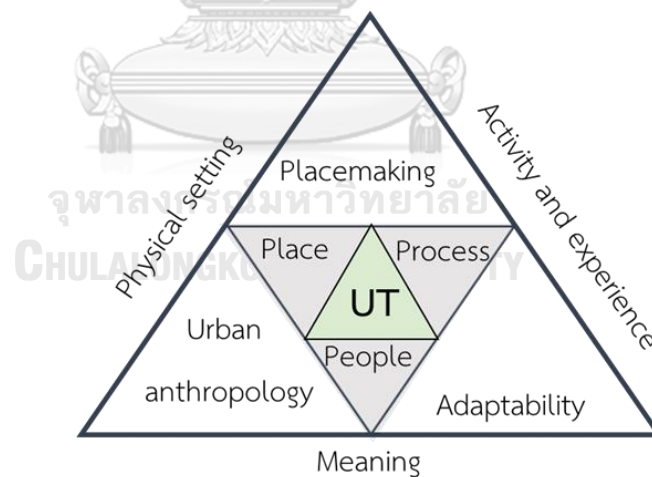 Placemaking
Physical setting
Activity and experience
จุฬาลงกรณ์มหาวิทยาลัย
CHULALONGKORN UNIVERSITY
Place
Process
UT
Urban
anthropology
People
Adaptability
Meaning